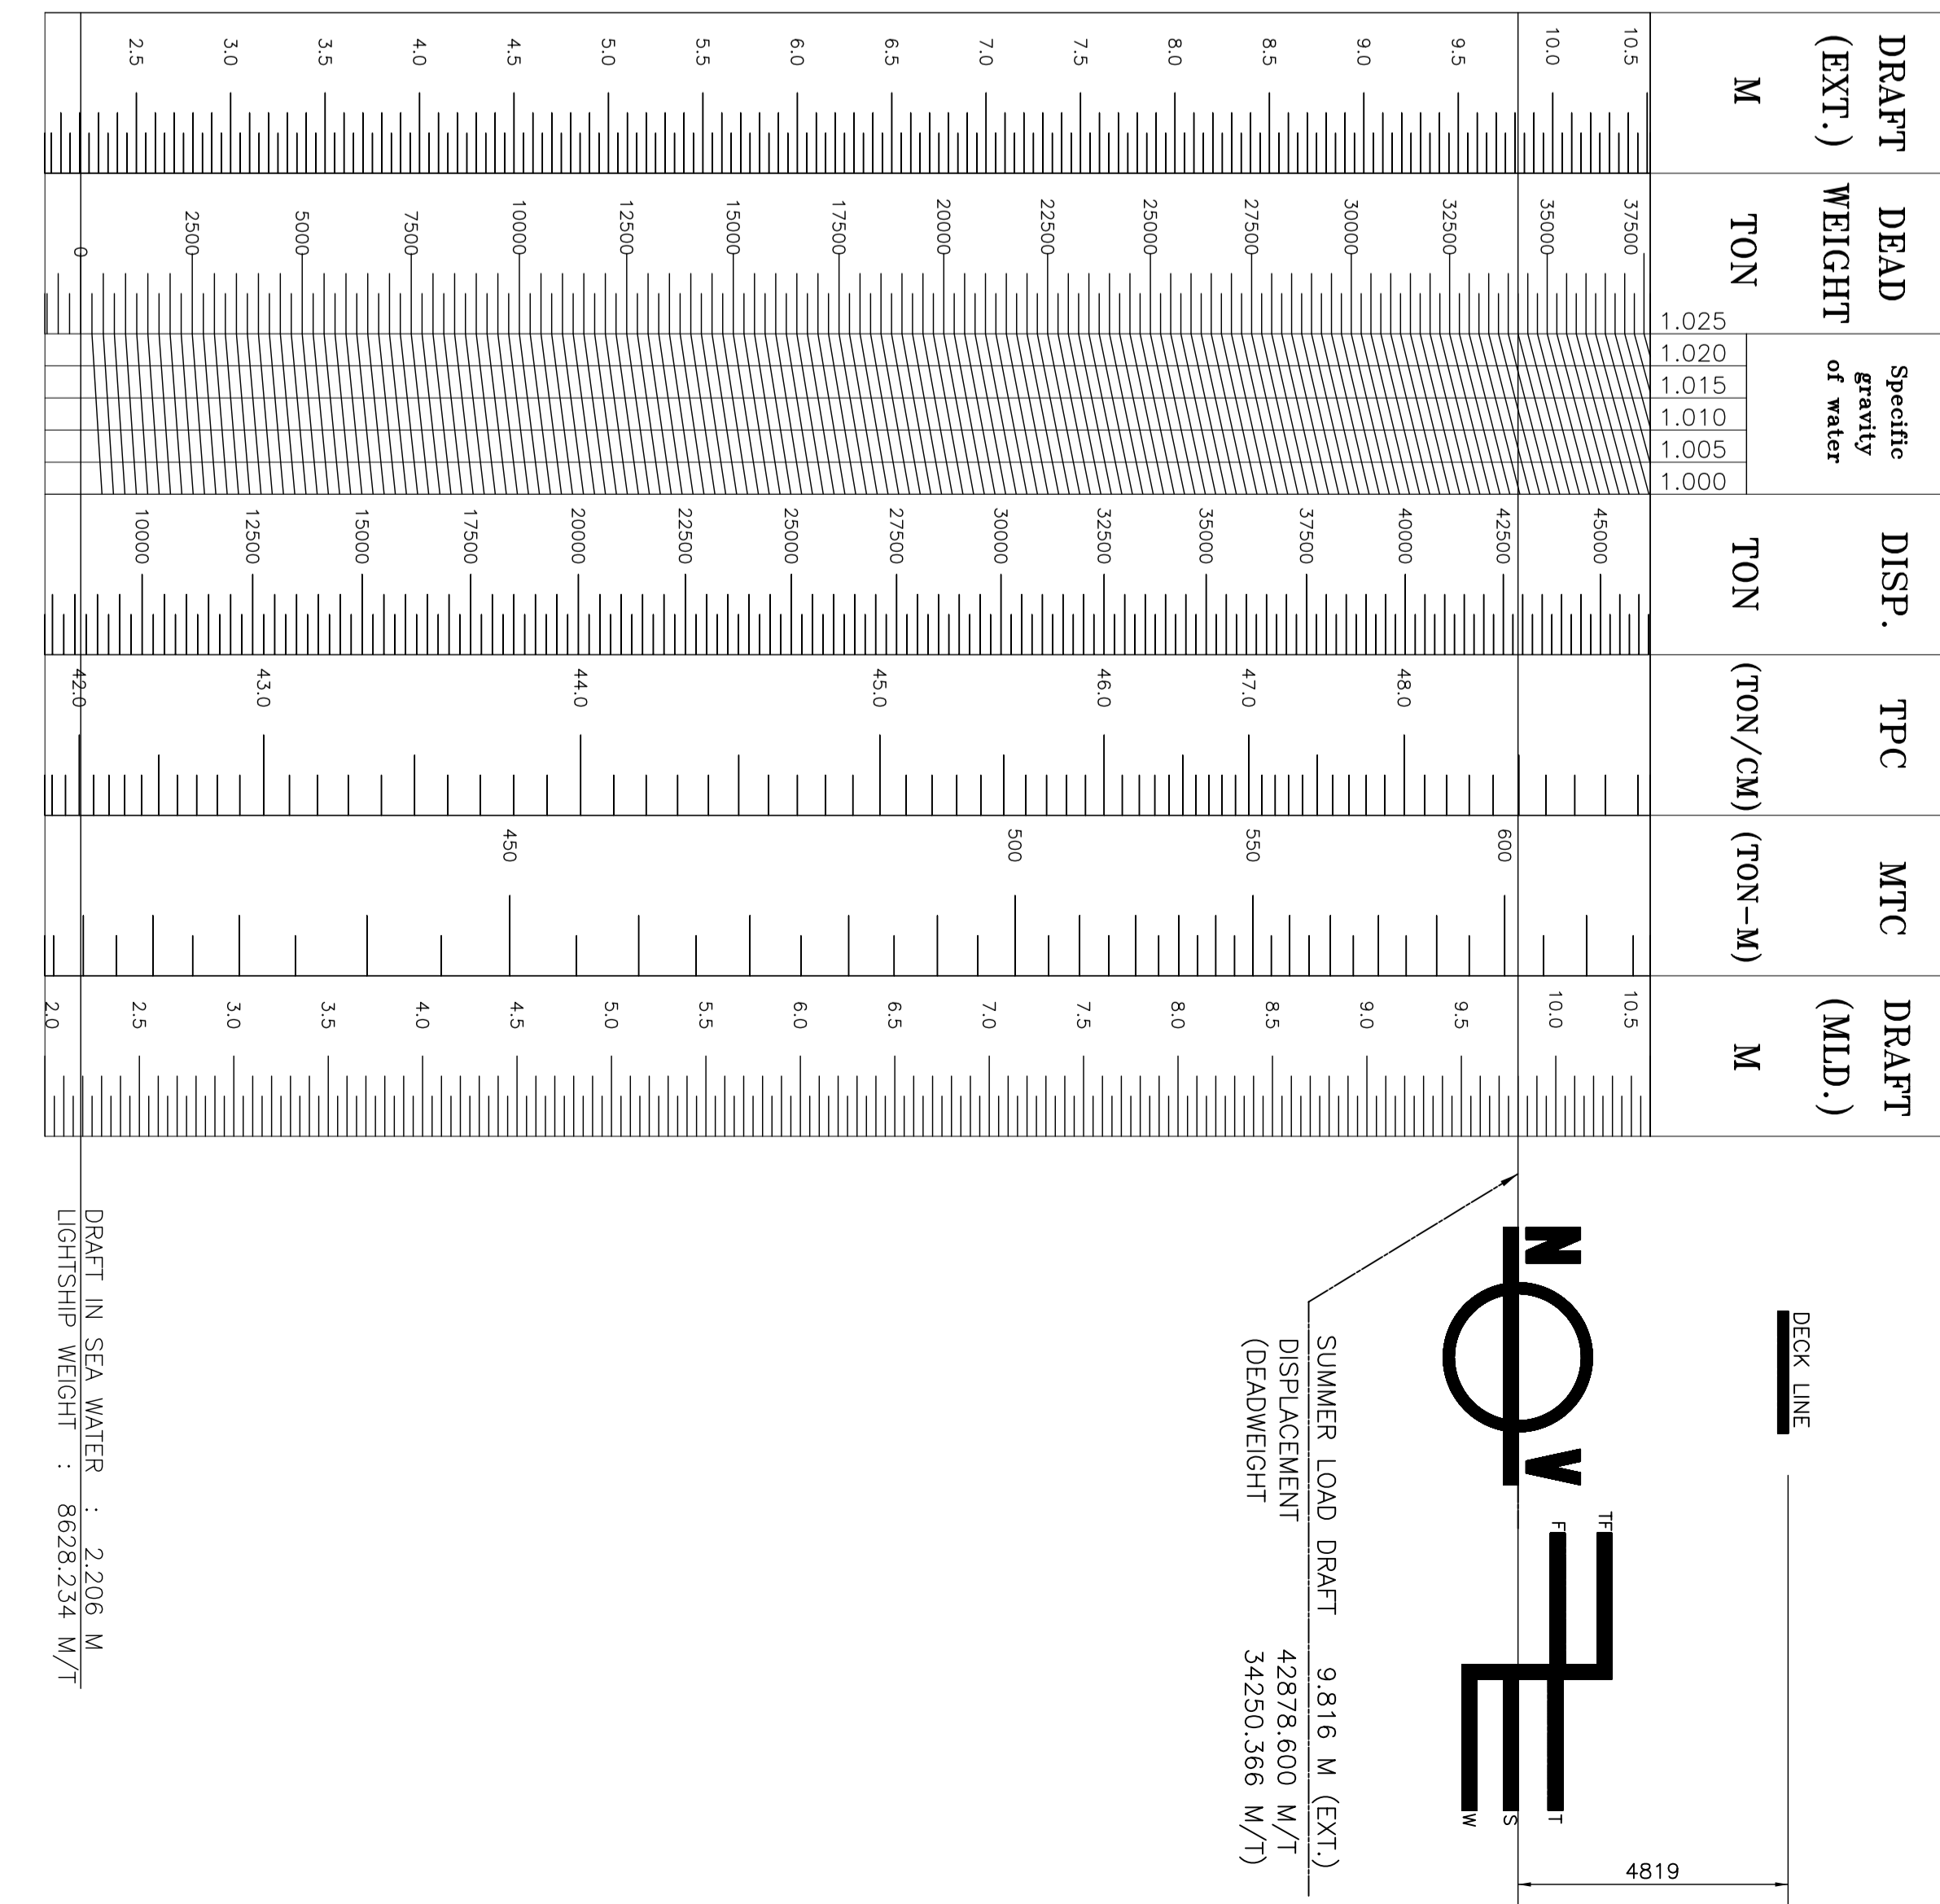 DRAFT
(EXT.)
M
10.5
10.0
9.5
9.0
8.5
8.0
7.5
7.0
6.5
6.0
5.5
5.0
4.5
4.0
3.5
3.0
2.5
DEAD
WEIGHT
TON
37500
35000
32500
30000
27500
25000
22500
20000
17500
15000
12500
10000
7500
5000
2500
0
Specific
gravity
of water
1.025
1.020
1.015
1.010
1.005
1.000
DISP.
TON
45000
42500
40000
37500
35000
32500
30000
27500
25000
22500
20000
17500
15000
12500
10000
TPC
(TON/CM)
48.0
47.0
46.0
45.0
44.0
43.0
42.0
MTC
(TON-M)
600
550
500
450
DRAFT
(MLD.)
M
10.5
10.0
9.5
9.0
8.5
8.0
7.5
7.0
6.5
6.0
5.5
5.0
4.5
4.0
3.5
3.0
2.5
2.0
DECK LINE
4819
N V
TF
F
T
S
W
SUMMER LOAD DRAFT 9.816 M (EXT.)
DISPLACEMENT 42878.600 M/T
(DEADWEIGHT 34250.366 M/T)
DRAFT IN SEA WATER : 2.206 M
LIGHTSHIP WEIGHT : 8628.234 M/T